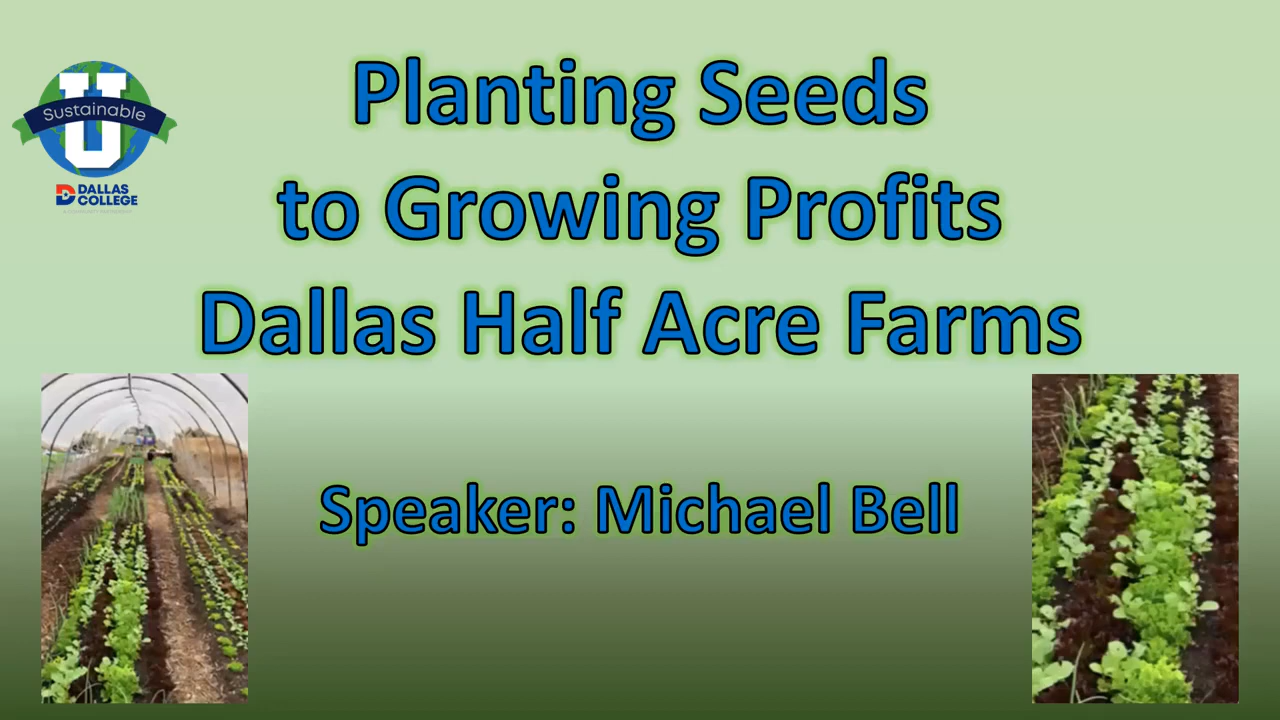 Sustainable
U
DALLAS
COLLEGE
Planting Seeds
to Growing Profits
Dallas Half Acre Farms
Speaker: Michael Bell